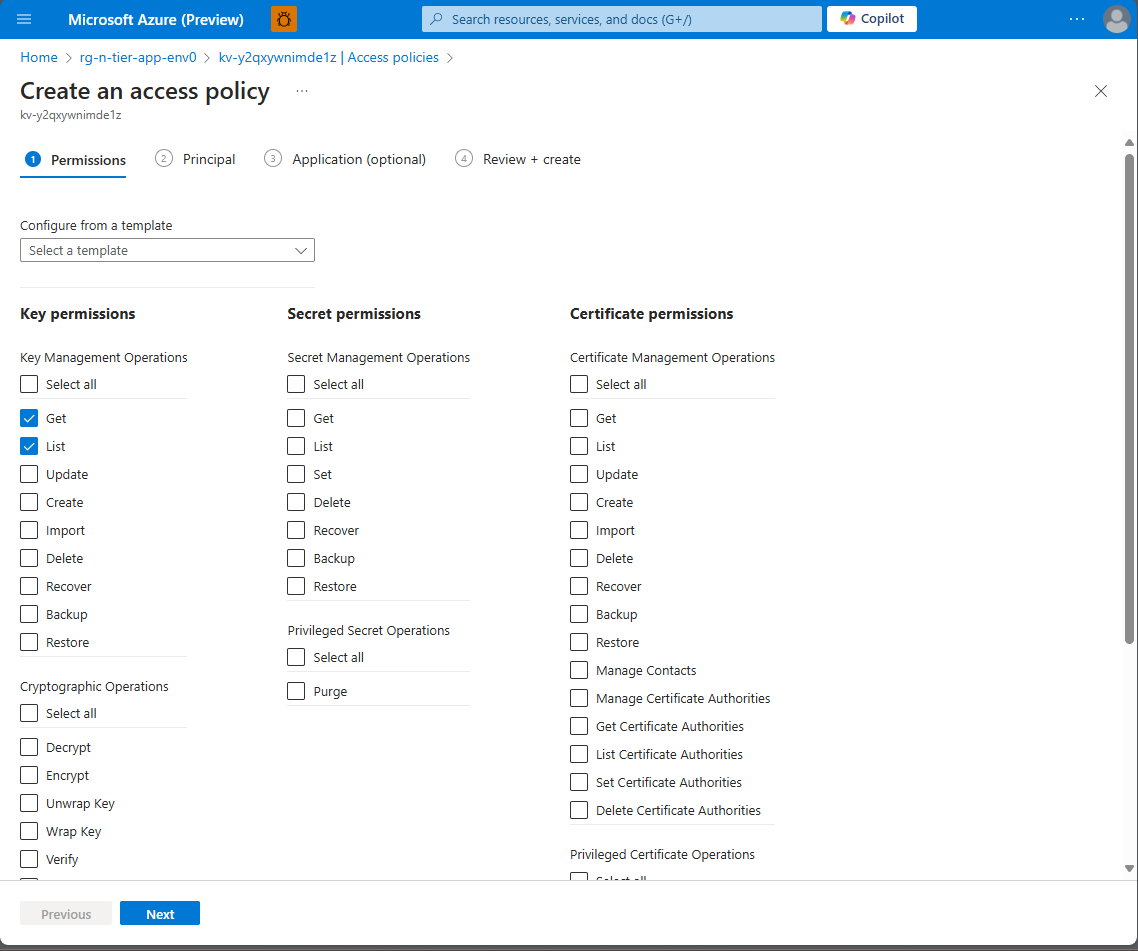 Microsoft Azure (Preview)
Search resources, services, and docs (G+/)
Copilot
Home > rg-n-tier-app-env0 > kv-y2qxywnimde1z | Access policies >
Create an access policy ...
kv-y2qxywnimde1z
1 Permissions
2 Principal
3 Application (optional)
4 Review + create
Configure from a template
Select a template
Key permissions
Key Management Operations
Select all
Get
List
Update
Create
Import
Delete
Recover
Backup
Restore
Cryptographic Operations
Select all
Decrypt
Encrypt
Unwrap Key
Wrap Key
Verify
Secret permissions
Secret Management Operations
Select all
Get
List
Set
Delete
Recover
Backup
Restore
Privileged Secret Operations
Select all
Purge
Certificate permissions
Certificate Management Operations
Select all
Get
List
Update
Create
Import
Delete
Recover
Backup
Restore
Manage Contacts
Manage Certificate Authorities
Get Certificate Authorities
List Certificate Authorities
Set Certificate Authorities
Delete Certificate Authorities
Privileged Certificate Operations
Select all
Previous
Next